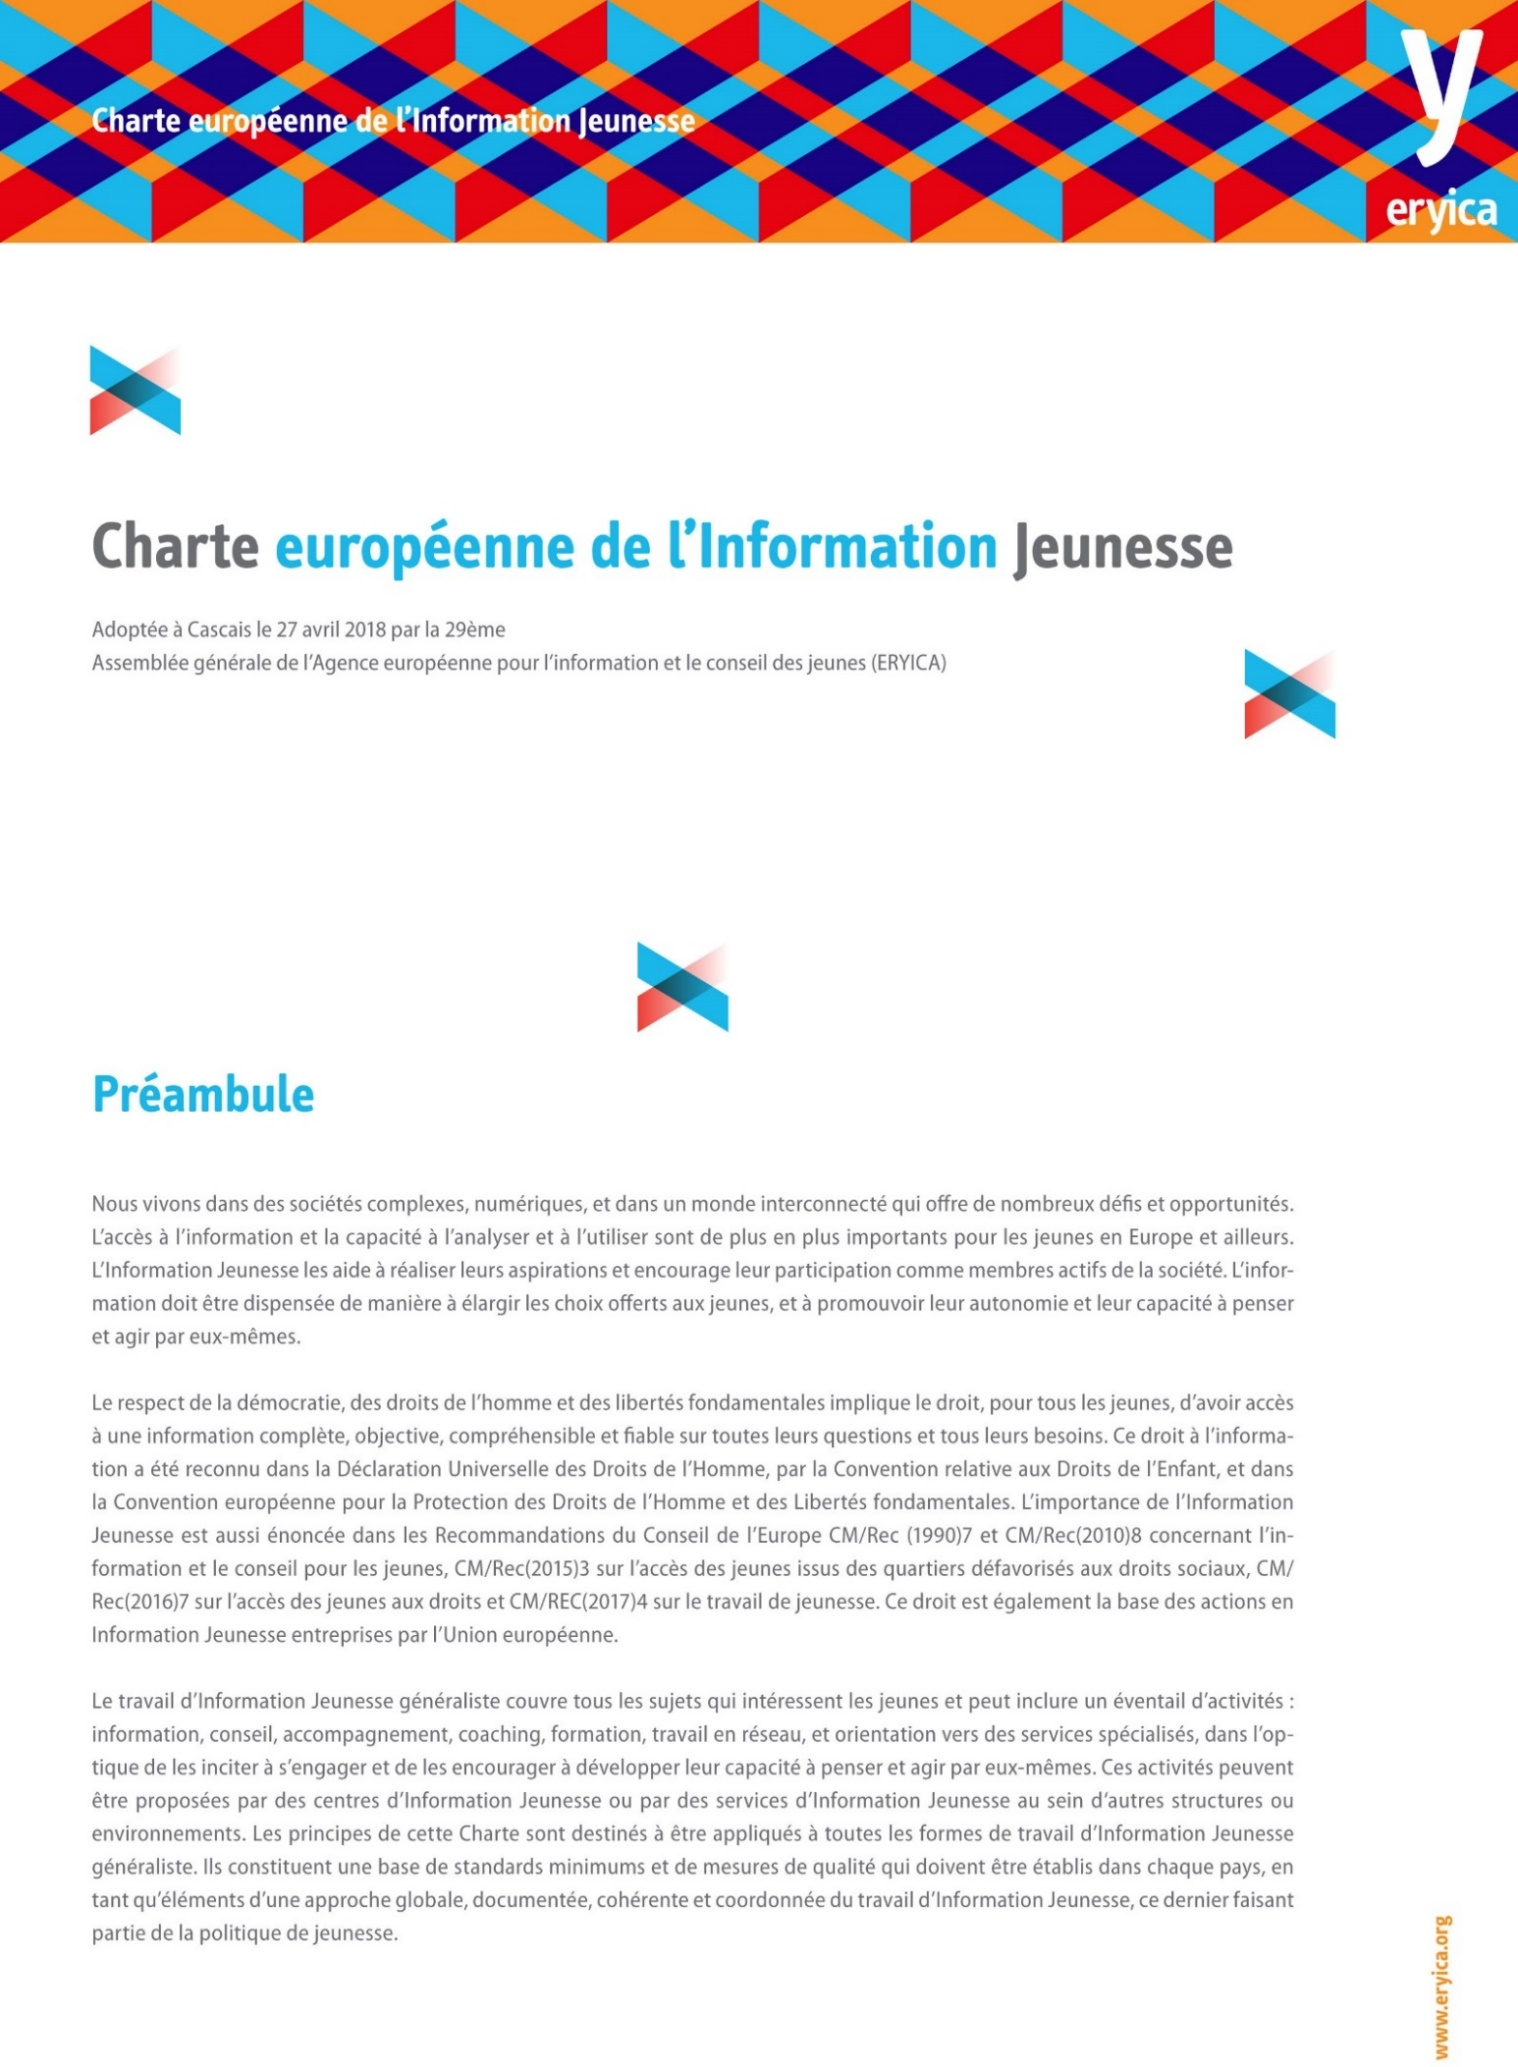 Charte européenne de l'Information Jeunesse
y
eryica
Charte européenne de l'Information Jeunesse
Adoptée à Cascais le 27 avril 2018 par la 29ème
Assemblée générale de l'Agence européenne pour l'information et le conseil des jeunes (ERYICA)
Préambule
Nous vivons dans des sociétés complexes, numériques, et dans un monde interconnecté qui offre de nombreux défis et opportunités.
L'accès à l'information et la capacité à l'analyser et à l'utiliser sont de plus en plus importants pour les jeunes en Europe et ailleurs.
L'Information Jeunesse les aide à réaliser leurs aspirations et encourage leur participation comme membres actifs de la société. L'infor-
mation doit être dispensée de manière à élargir les choix offerts aux jeunes, et à promouvoir leur autonomie et leur capacité à penser
et agir par eux-mêmes.
Le respect de la démocratie, des droits de l'homme et des libertés fondamentales implique le droit, pour tous les jeunes, d'avoir accès
à une information complète, objective, compréhensible et fiable sur toutes leurs questions et tous leurs besoins. Ce droit à l'informa-
tion a été reconnu dans la Déclaration Universelle des Droits de l'Homme, par la Convention relative aux Droits de l'Enfant, et dans
la Convention européenne pour la Protection des Droits de l'Homme et des Libertés fondamentales. L'importance de l'Information
Jeunesse est aussi énoncée dans les Recommandations du Conseil de l'Europe CM/Rec (1990)7 et CM/Rec(2010)8 concernant l'in-
formation et le conseil pour les jeunes, CM/Rec(2015)3 sur l'accès des jeunes issus des quartiers défavorisés aux droits sociaux, CM/
Rec(2016)7 sur l'accès des jeunes aux droits et CM/REC(2017)4 sur le travail de jeunesse. Ce droit est également la base des actions en
Information Jeunesse entreprises par l'Union européenne.
Le travail d'Information Jeunesse généraliste couvre tous les sujets qui intéressent les jeunes et peut inclure un éventail d'activités :
information, conseil, accompagnement, coaching, formation, travail en réseau, et orientation vers des services spécialisés, dans l'op-
tique de les inciter à s'engager et de les encourager à développer leur capacité à penser et agir par eux-mêmes. Ces activités peuvent
être proposées par des centres d'Information Jeunesse ou par des services d'Information Jeunesse au sein d'autres structures ou
environnements. Les principes de cette Charte sont destinés à être appliqués à toutes les formes de travail d'Information Jeunesse
généraliste. Ils constituent une base de standards minimums et de mesures de qualité qui doivent être établis dans chaque pays, en
tant qu'éléments d'une approche globale, documentée, cohérente et coordonnée du travail d'Information Jeunesse, ce dernier faisant
partie de la politique de jeunesse.
www.eryica.org